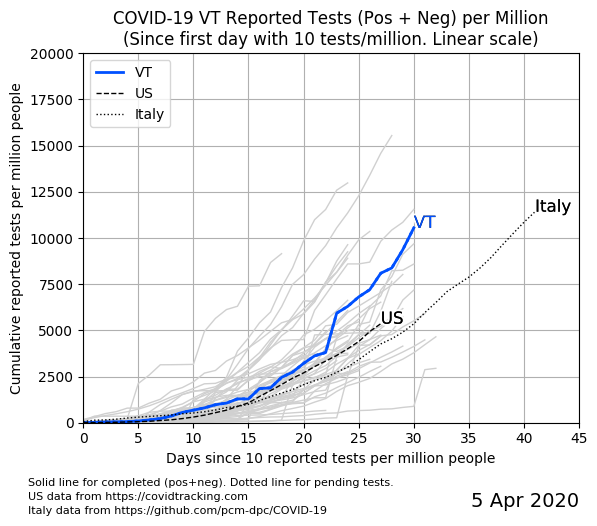 COVID-19 VT Reported Tests (Pos + Neg) per Million
(Since first day with 10 tests/million. Linear scale)
Cumulative reported tests per million people
20000
17500
15000
12500
10000
7500
5000
2500
0
VT
US
Italy
Italy
VT
US
0 5 10 15 20 25 30 35 40 45
Days since 10 reported tests per million people
Solid line for completed (pos+neg). Dotted line for pending tests.
US data from https://covidtracking.com
Italy data from https://github.com/pcm-dpc/COVID-19
5 Apr 2020